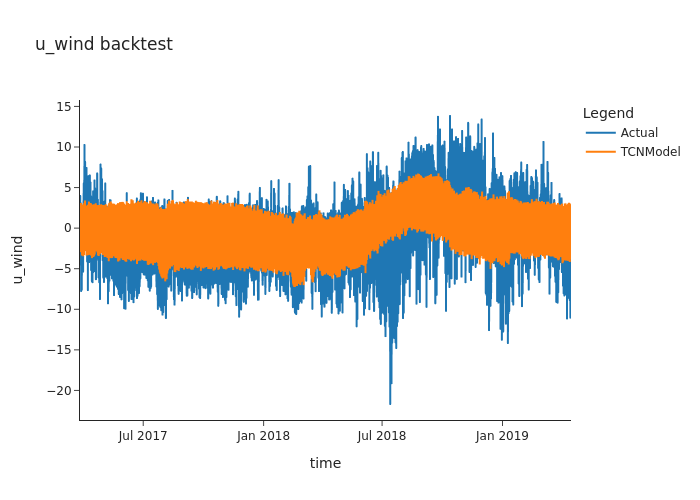 u_wind backtest
Legend
Actual
TCNModel
15
10
5
0
−5
−10
−15
−20
u_wind
Jul 2017
Jan 2018
Jul 2018
Jan 2019
time